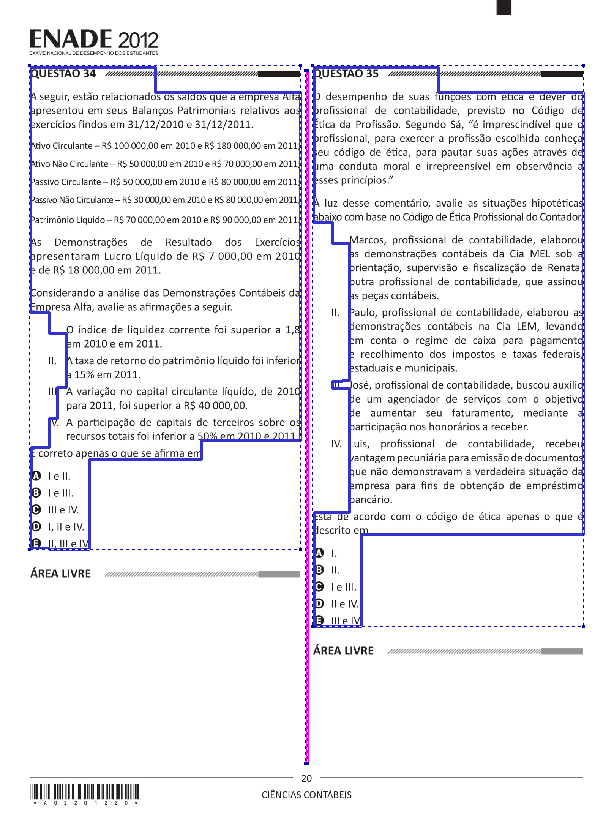 ENADE 2012
EXAME NACIONAL DE DESEMPENHO DOS ESTUDANTES
QUESTÃO 34
A seguir, estão relacionados os saldos que a empresa Alfa
apresentou em seus Balanços Patrimoniais relativos aos
exercícios findos em 31/12/2010 e 31/12/2011.
Ativo Circulante – R$ 100 000,00 em 2010 e R$ 180 000,00 em 2011
Ativo Não Circulante – R$ 50 000,00 em 2010 e R$ 70 000,00 em 2011
Passivo Circulante – R$ 50 000,00 em 2010 e R$ 80 000,00 em 2011
Passivo Não Circulante – R$ 30 000,00 em 2010 e R$ 80 000,00 em 2011
Patrimônio Líquido – R$ 70 000,00 em 2010 e R$ 90 000,00 em 2011
As Demonstrações de Resultado dos Exercícios
apresentaram Lucro Líquido de R$ 7 000,00 em 2010
e de R$ 18 000,00 em 2011.
Considerando a análise das Demonstrações Contábeis da
Empresa Alfa, avalie as afirmações a seguir.
O índice de liquidez corrente foi superior a 1,8
em 2010 e em 2011.
II. A taxa de retorno do patrimônio líquido foi inferior
a 15% em 2011.
III. A variação no capital circulante líquido, de 2010
para 2011, foi superior a R$ 40 000,00.
IV. A participação de capitais de terceiros sobre os
recursos totais foi inferior a 50% em 2010 e 2011.
É correto apenas o que se afirma em
A I e II.
B I e III.
C III e IV.
D I, II e IV.
E II, III e IV.
ÁREA LIVRE
QUESTÃO 35
O desempenho de suas funções com ética é dever do
profissional de contabilidade, previsto no Código de
Ética da Profissão. Segundo Sá, “é imprescindível que o
profissional, para exercer a profissão escolhida conheça
seu código de ética, para pautar suas ações através de
uma conduta moral e irrepreensível em observância a
esses princípios.”
À luz desse comentário, avalie as situações hipotéticas
abaixo com base no Código de Ética Profissional do Contador.
Marcos, profissional de contabilidade, elaborou
as demonstrações contábeis da Cia MEL sob a
orientação, supervisão e fiscalização de Renata,
outra profissional de contabilidade, que assinou
as peças contábeis.
II. Paulo, profissional de contabilidade, elaborou as
demonstrações contábeis na Cia LEM, levando
em conta o regime de caixa para pagamento
e recolhimento dos impostos e taxas federais,
estaduais e municipais.
III. José, profissional de contabilidade, buscou auxílio
de um agenciador de serviços com o objetivo
de aumentar seu faturamento, mediante a
participação nos honorários a receber.
IV. Luis, profissional de contabilidade, recebeu
vantagem pecuniária para emissão de documentos
que não demonstravam a verdadeira situação da
empresa para fins de obtenção de empréstimo
bancário.
Está de acordo com o código de ética apenas o que é
descrito em
A I.
B II.
C I e III.
D II e IV.
E III e IV.
ÁREA LIVRE
20
CIÊNCIAS CONTÁBEIS
* A 0 2 2 0 1 2 2 0 *